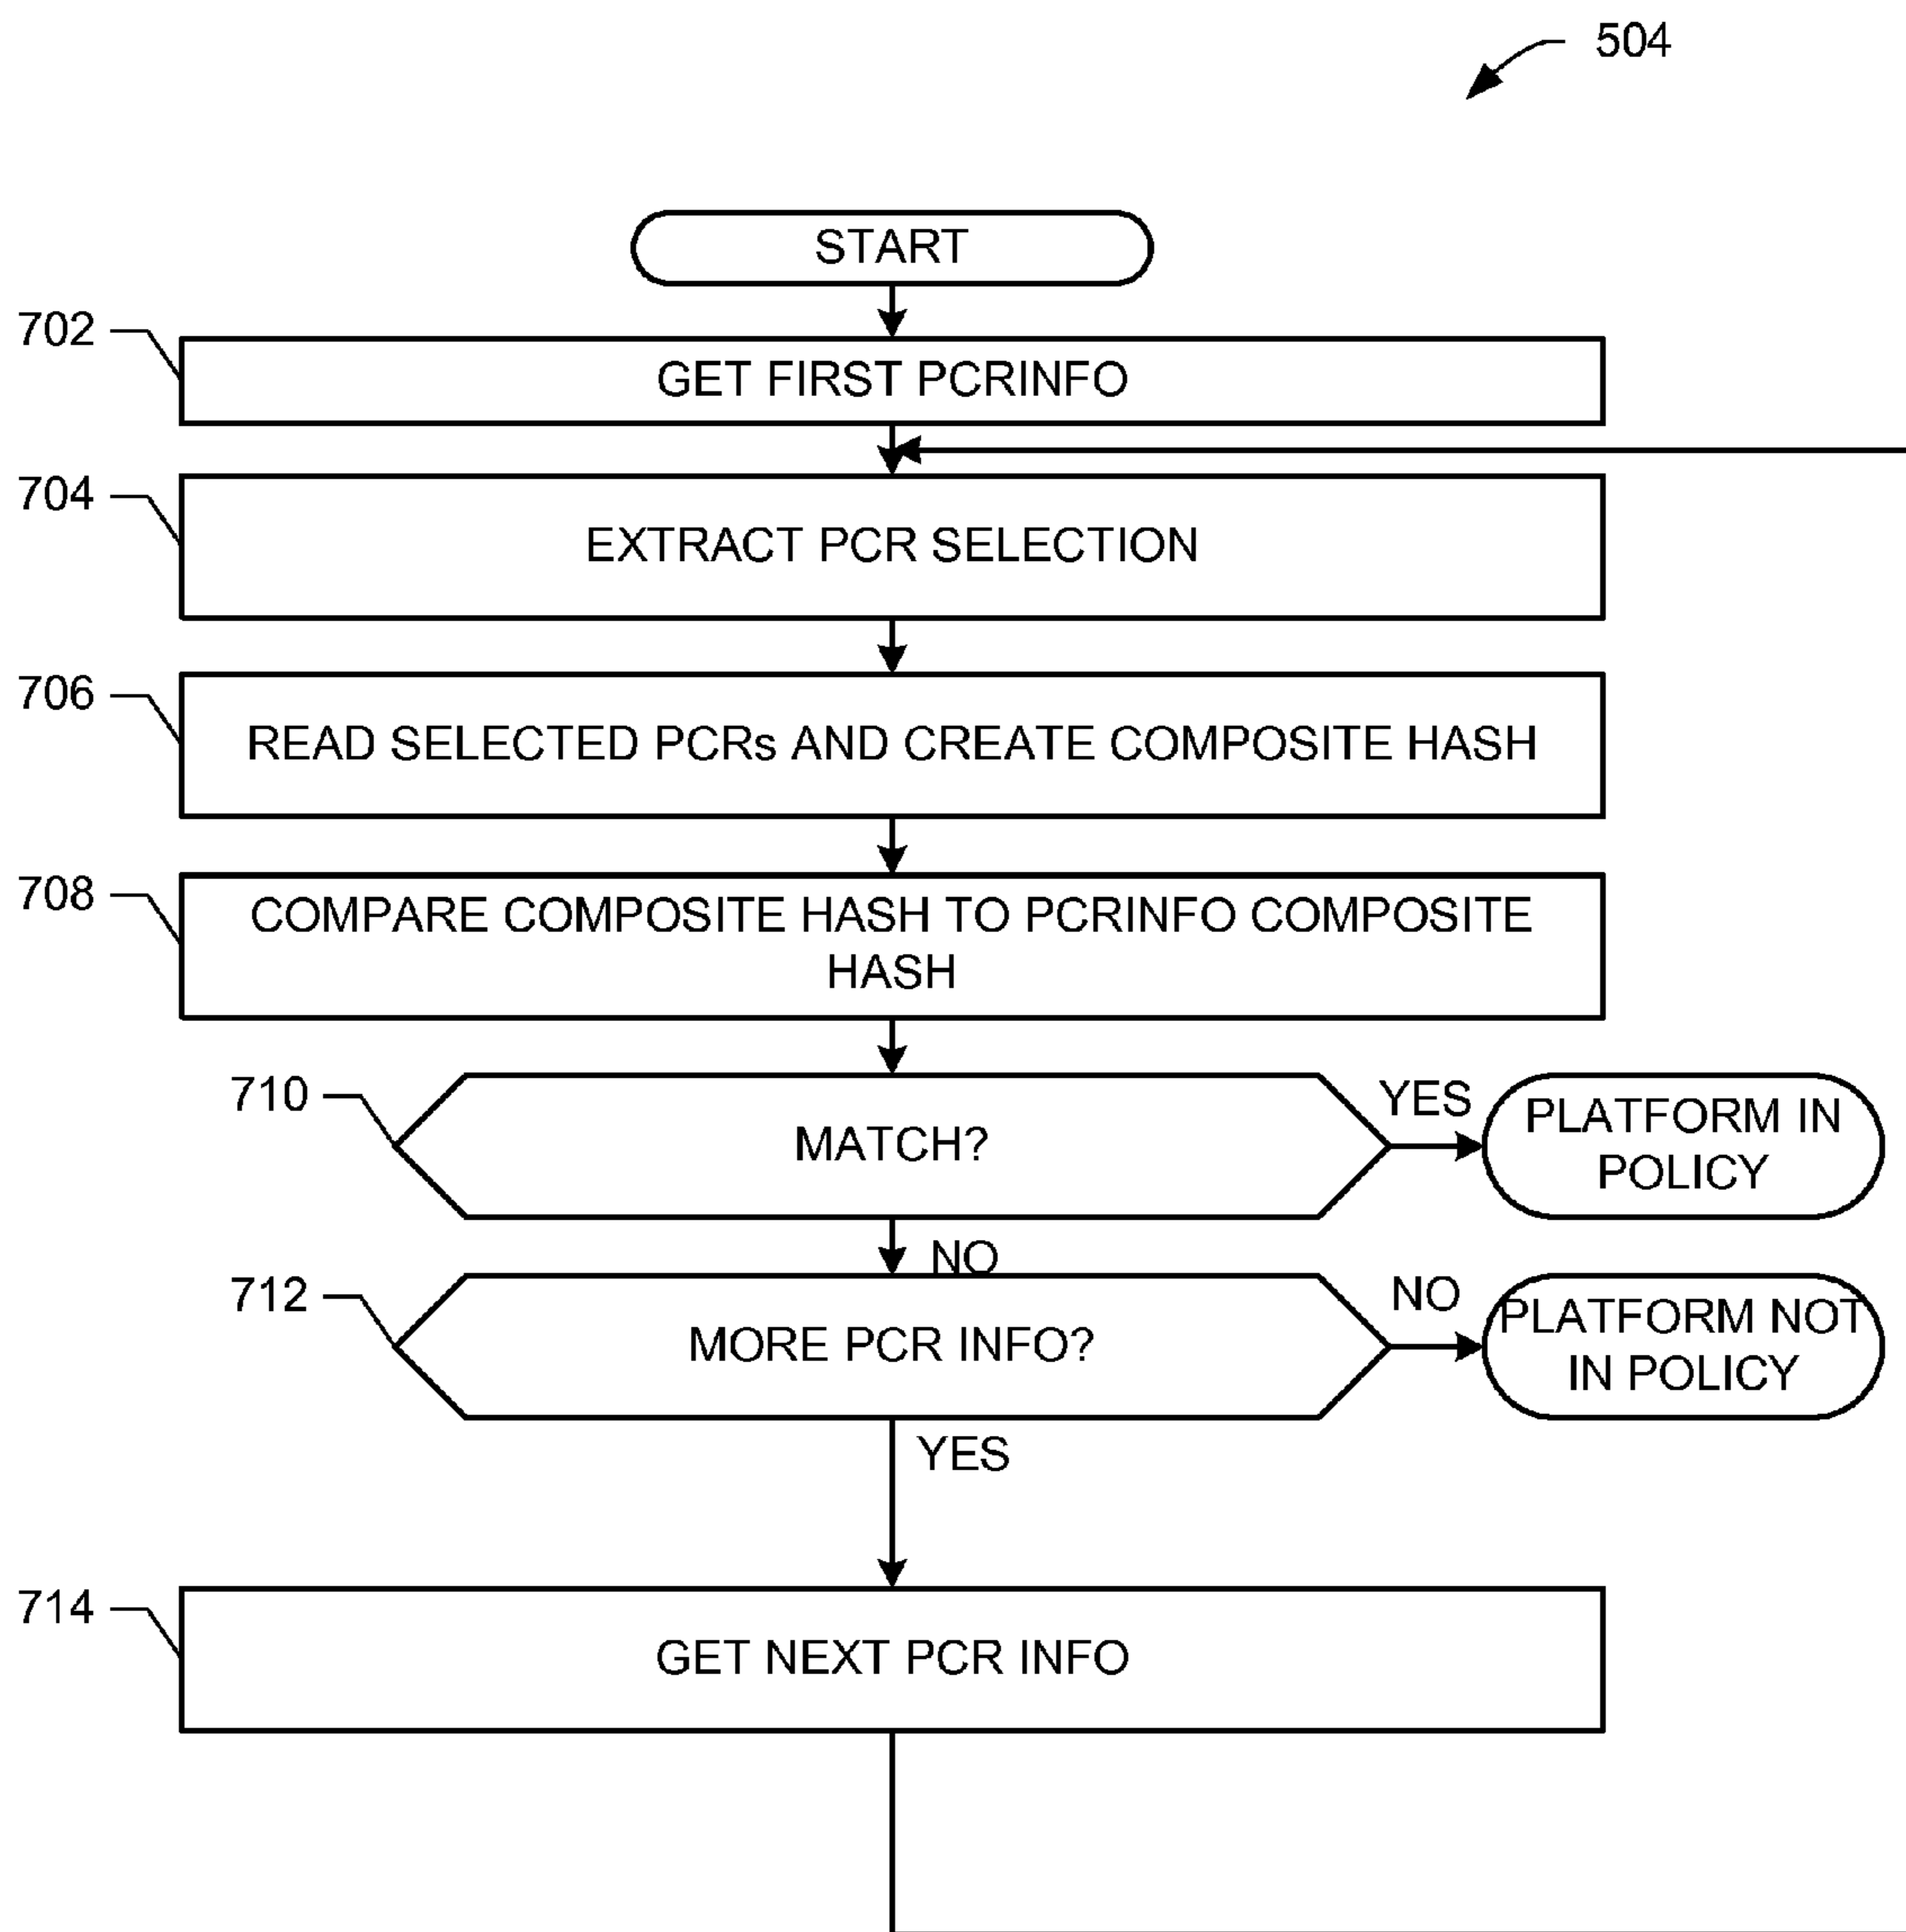 504
START
702
GET FIRST PCRINFO
704
EXTRACT PCR SELECTION
706
READ SELECTED PCRs AND CREATE COMPOSITE HASH
708
COMPARE COMPOSITE HASH TO PCRINFO COMPOSITE
HASH
710
MATCH?
YES
PLATFORM IN
POLICY
NO
712
MORE PCR INFO?
NO
PLATFORM NOT
IN POLICY
YES
714
GET NEXT PCR INFO